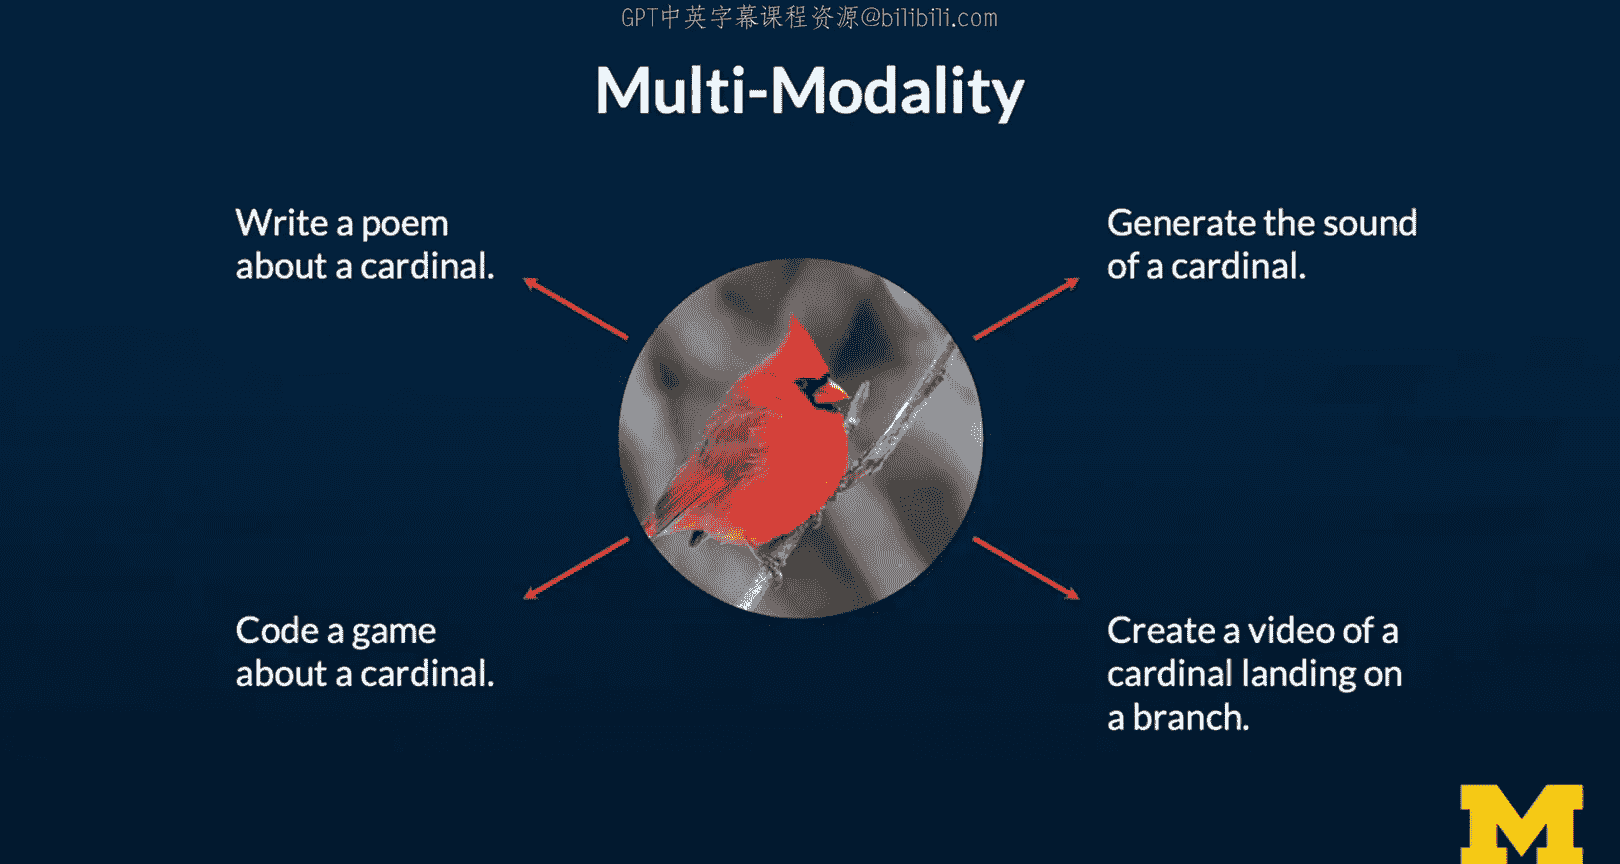 GPT中英字幕课程资源@bilibili.com
Multi-Modality
Write a poem
about a cardinal.
Generate the sound
of a cardinal.
Code a game
about a cardinal.
Create a video of a
cardinal landing on
a branch.
M